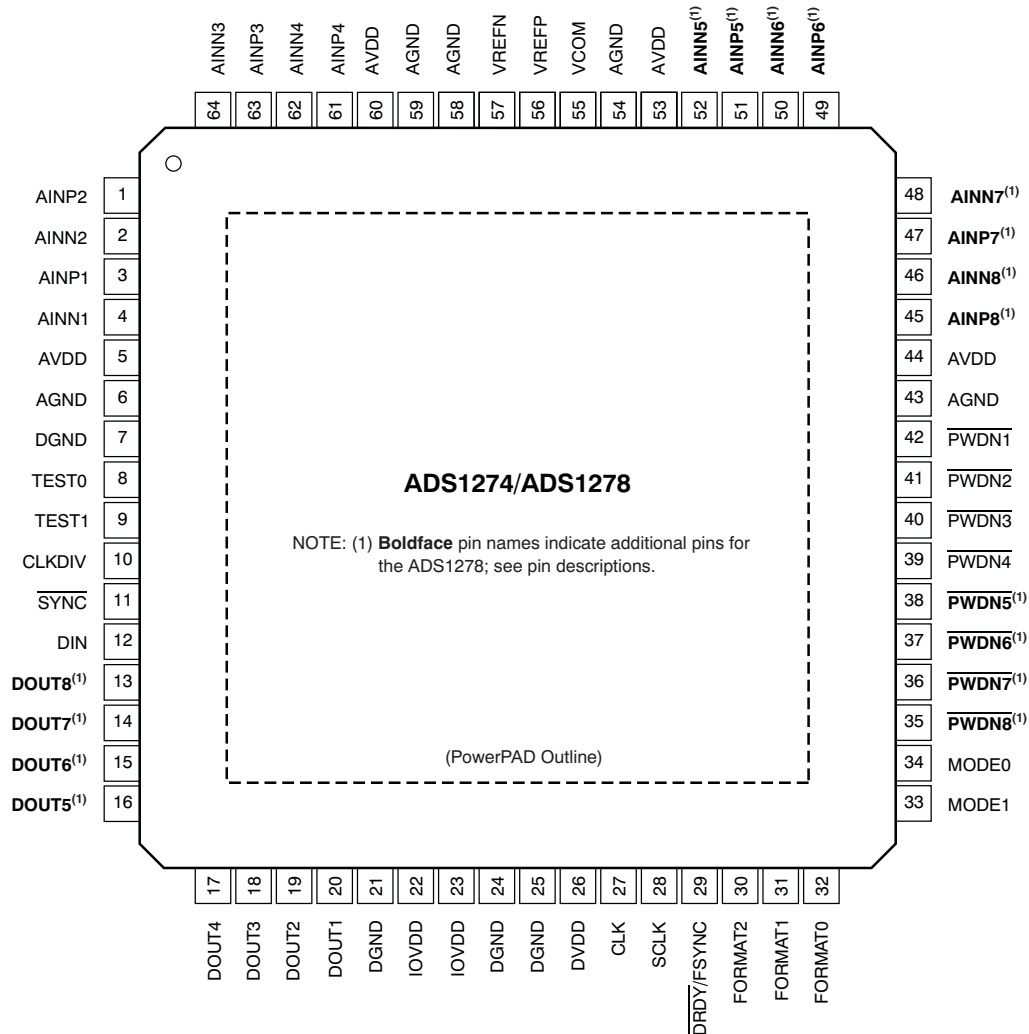 AINN3
AINP3
AINN4
AINP4
AVDD
AGND
AGND
VREFN
VREFP
VCOM
AGND
AVDD
AINN5(1)
AINP5(1)
AINN6(1)
AINP6(1)
64
63
62
61
60
59
58
57
56
55
54
53
52
51
50
49
AINP2 1
AINN2 2
AINP1 3
AINN1 4
AVDD 5
AGND 6
DGND 7
TEST0 8
TEST1 9
CLKDIV 10
SYNC 11
DIN 12
DOUT8(1) 13
DOUT7(1) 14
DOUT6(1) 15
DOUT5(1) 16
ADS1274/ADS1278
NOTE: (1) Boldface pin names indicate additional pins for
the ADS1278; see pin descriptions.
(PowerPAD Outline)
48 AINN7(1)
47 AINP7(1)
46 AINN8(1)
45 AINP8(1)
44 AVDD
43 AGND
42 PWDN1
41 PWDN2
40 PWDN3
39 PWDN4
38 PWDN5(1)
37 PWDN6(1)
36 PWDN7(1)
35 PWDN8(1)
34 MODE0
33 MODE1
17
18
19
20
21
22
23
24
25
26
27
28
29
30
31
32
DOUT4
DOUT3
DOUT2
DOUT1
DGND
IOVDD
IOVDD
DGND
DGND
DVDD
CLK
SCLK
DRDY/FSYNC
FORMAT2
FORMAT1
FORMAT0